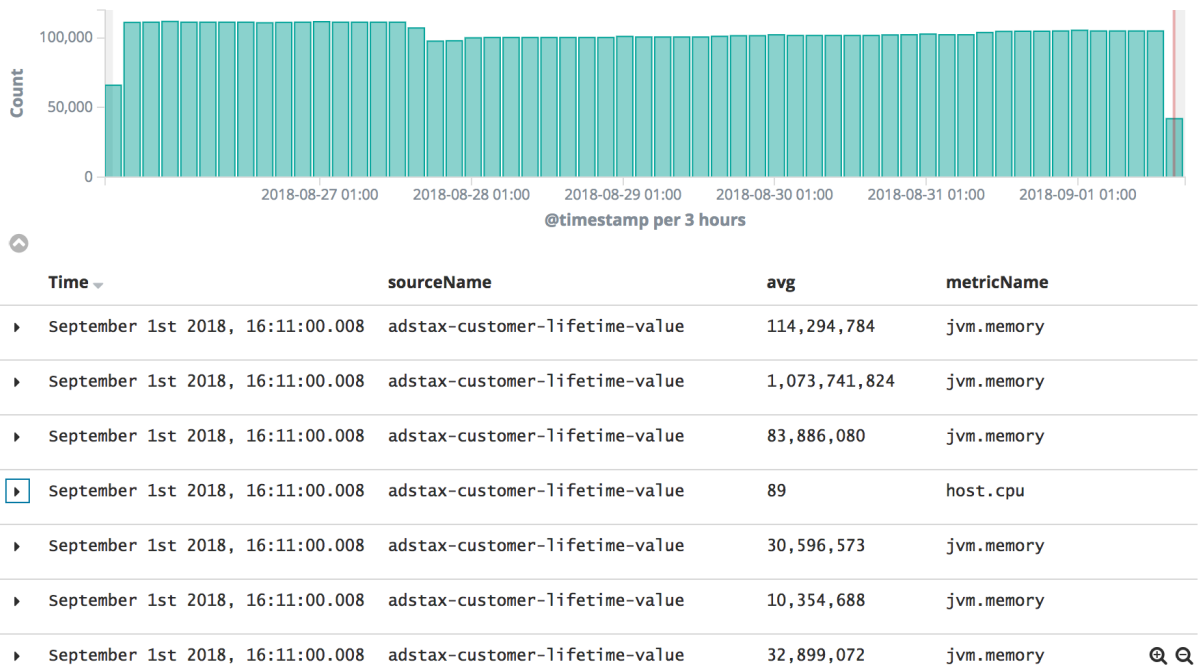 100,000
50,000
0
Count
2018-08-27 01:00 2018-08-28 01:00 2018-08-29 01:00 2018-08-30 01:00 2018-08-31 01:00 2018-09-01 01:00
@timestamp per 3 hours
Time sourceName avg metricName
September 1st 2018, 16:11:00.008 adstax-customer-lifetime-value 114,294,784 jvm.memory
September 1st 2018, 16:11:00.008 adstax-customer-lifetime-value 1,073,741,824 jvm.memory
September 1st 2018, 16:11:00.008 adstax-customer-lifetime-value 83,886,080 jvm.memory
September 1st 2018, 16:11:00.008 adstax-customer-lifetime-value 89 host.cpu
September 1st 2018, 16:11:00.008 adstax-customer-lifetime-value 30,596,573 jvm.memory
September 1st 2018, 16:11:00.008 adstax-customer-lifetime-value 10,354,688 jvm.memory
September 1st 2018, 16:11:00.008 adstax-customer-lifetime-value 32,899,072 jvm.memory